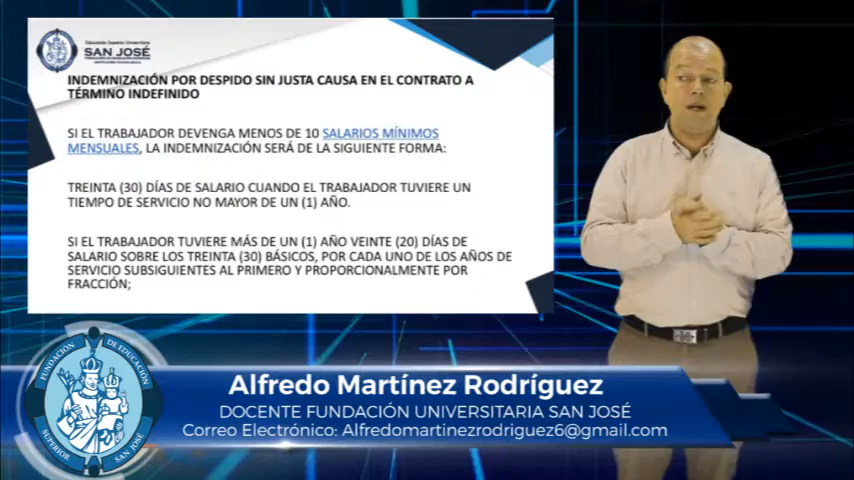 Educación Superior Universitaria
SAN JOSÉ
INDEMNIZACIÓN POR DESPIDO SIN JUSTA CAUSA EN EL CONTRATO A
TÉRMINO INDEFINIDO
SI EL TRABAJADOR DEVENGA MENOS DE 10 SALARIOS MÍNIMOS
MENSUALES, LA INDEMNIZACIÓN SERÁ DE LA SIGUIENTE FORMA:
TREINTA (30) DÍAS DE SALARIO CUANDO EL TRABAJADOR TUVIERE UN
TIEMPO DE SERVICIO NO MAYOR DE UN (1) AÑO.
SI EL TRABAJADOR TUVIERE MÁS DE UN (1) AÑO VEINTE (20) DÍAS DE
SALARIO SOBRE LOS TREINTA (30) BÁSICOS, POR CADA UNO DE LOS AÑOS DE
SERVICIO SUBSIGUIENTES AL PRIMERO Y PROPORCIONALMENTE POR
FRACCIÓN;
FUNDACIÓN DE EDUCACIÓN
SUPERIOR SAN JOSÉ
Alfredo Martínez Rodríguez
DOCENTE FUNDACIÓN UNIVERSITARIA SAN JOSÉ
Correo Electrónico: Alfredomartinezrodriguez6@gmail.com